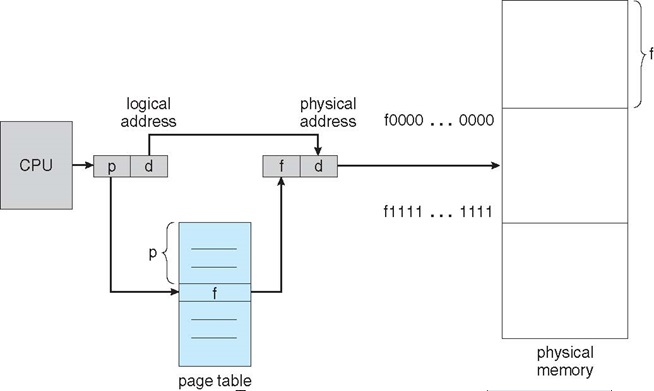 logical
address
physical
address
f
f0000 ... 0000
CPU
p
d
f
d
f1111 ... 1111
p
f
page table
physical
memory